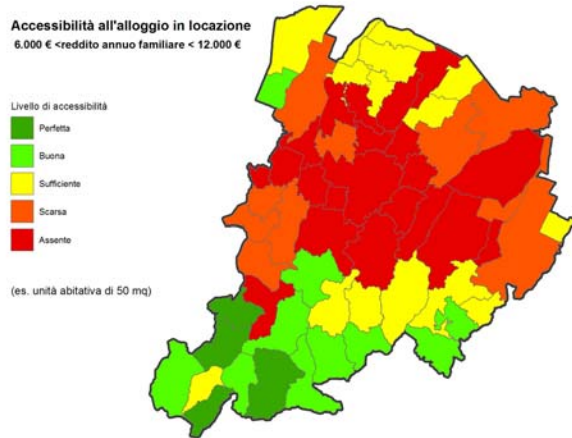 Accessibilità all'alloggio in locazione
6.000 € <reddito annuo familiare < 12.000 €
Livello di accessibilità
Perfetta
Buona
Sufficiente
Scarsa
Assente
(es. unità abitativa di 50 mq)